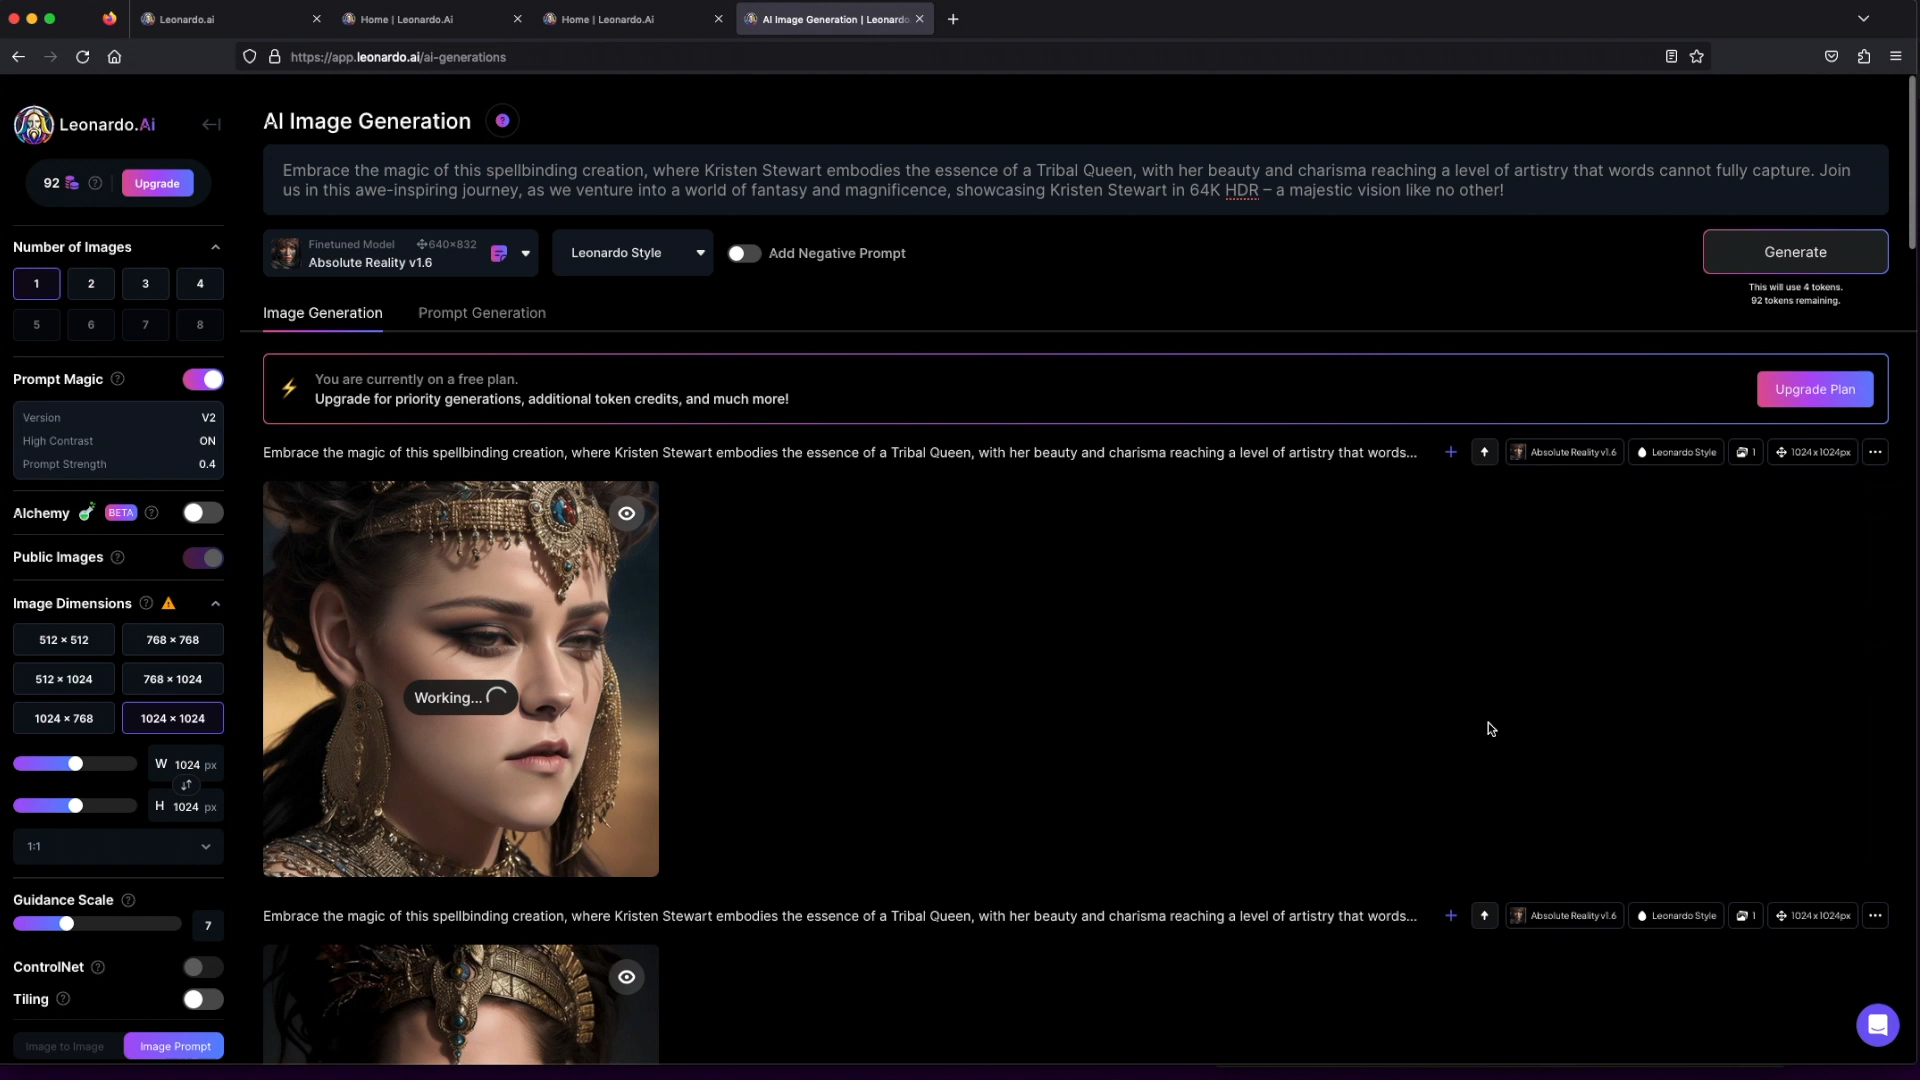 Leonardo.ai
Home | Leonardo.Ai
Home | Leonardo.Ai
AI Image Generation | Leonardo
https://app.leonardo.ai/ai-generations
Leonardo.Ai
92
Upgrade
Number of Images
1 2 3 4
5 6 7 8
Prompt Magic
Version V2
High Contrast ON
Prompt Strength 0.4
Alchemy BETA
Public Images
Image Dimensions
512 × 512 768 × 768
512 × 1024 768 × 1024
1024 × 768 1024 × 1024
W 1024 px
H 1024 px
1:1
Guidance Scale
7
ControlNet
Tiling
Image to Image Image Prompt
AI Image Generation
Embrace the magic of this spellbinding creation, where Kristen Stewart embodies the essence of a Tribal Queen, with her beauty and charisma reaching a level of artistry that words cannot fully capture. Join
us in this awe-inspiring journey, as we venture into a world of fantasy and magnificence, showcasing Kristen Stewart in 64K HDR – a majestic vision like no other!
Finetuned Model 640×832
Absolute Reality v1.6
Leonardo Style
Add Negative Prompt
Generate
This will use 4 tokens.
92 tokens remaining.
Image Generation Prompt Generation
You are currently on a free plan.
Upgrade for priority generations, additional token credits, and much more!
Upgrade Plan
Embrace the magic of this spellbinding creation, where Kristen Stewart embodies the essence of a Tribal Queen, with her beauty and charisma reaching a level of artistry that words...
Absolute Reality v1.6 Leonardo Style 1 1024 x 1024px
Working...
Embrace the magic of this spellbinding creation, where Kristen Stewart embodies the essence of a Tribal Queen, with her beauty and charisma reaching a level of artistry that words...
Absolute Reality v1.6 Leonardo Style 1 1024 x 1024px